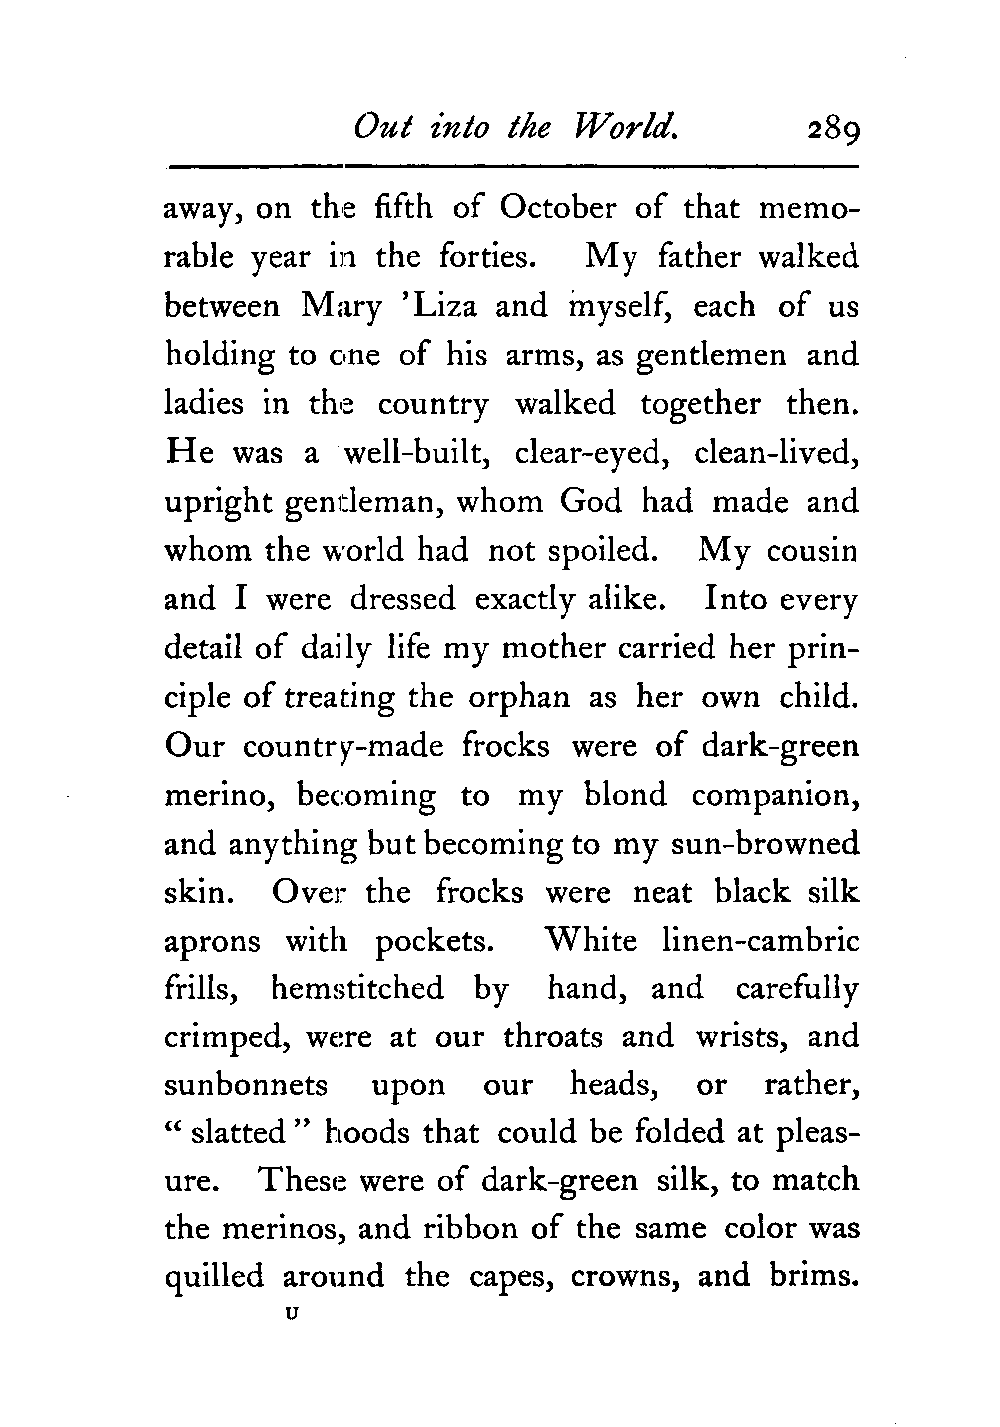 Out into the World. 289
away, on the fifth of October of that memo-
rable year in the forties. My father walked
between Mary 'Liza and myself, each of us
holding to one of his arms, as gentlemen and
ladies in the country walked together then.
He was a well-built, clear-eyed, clean-lived,
upright gentleman, whom God had made and
whom the world had not spoiled. My cousin
and I were dressed exactly alike. Into every
detail of daily life my mother carried her prin-
ciple of treating the orphan as her own child.
Our country-made frocks were of dark-green
merino, becoming to my blond companion,
and anything but becoming to my sun-browned
skin. Over the frocks were neat black silk
aprons with pockets. White linen-cambric
frills, hemstitched by hand, and carefully
crimped, were at our throats and wrists, and
sunbonnets upon our heads, or rather,
“ slatted ” hoods that could be folded at pleas-
ure. These were of dark-green silk, to match
the merinos, and ribbon of the same color was
quilled around the capes, crowns, and brims.
U